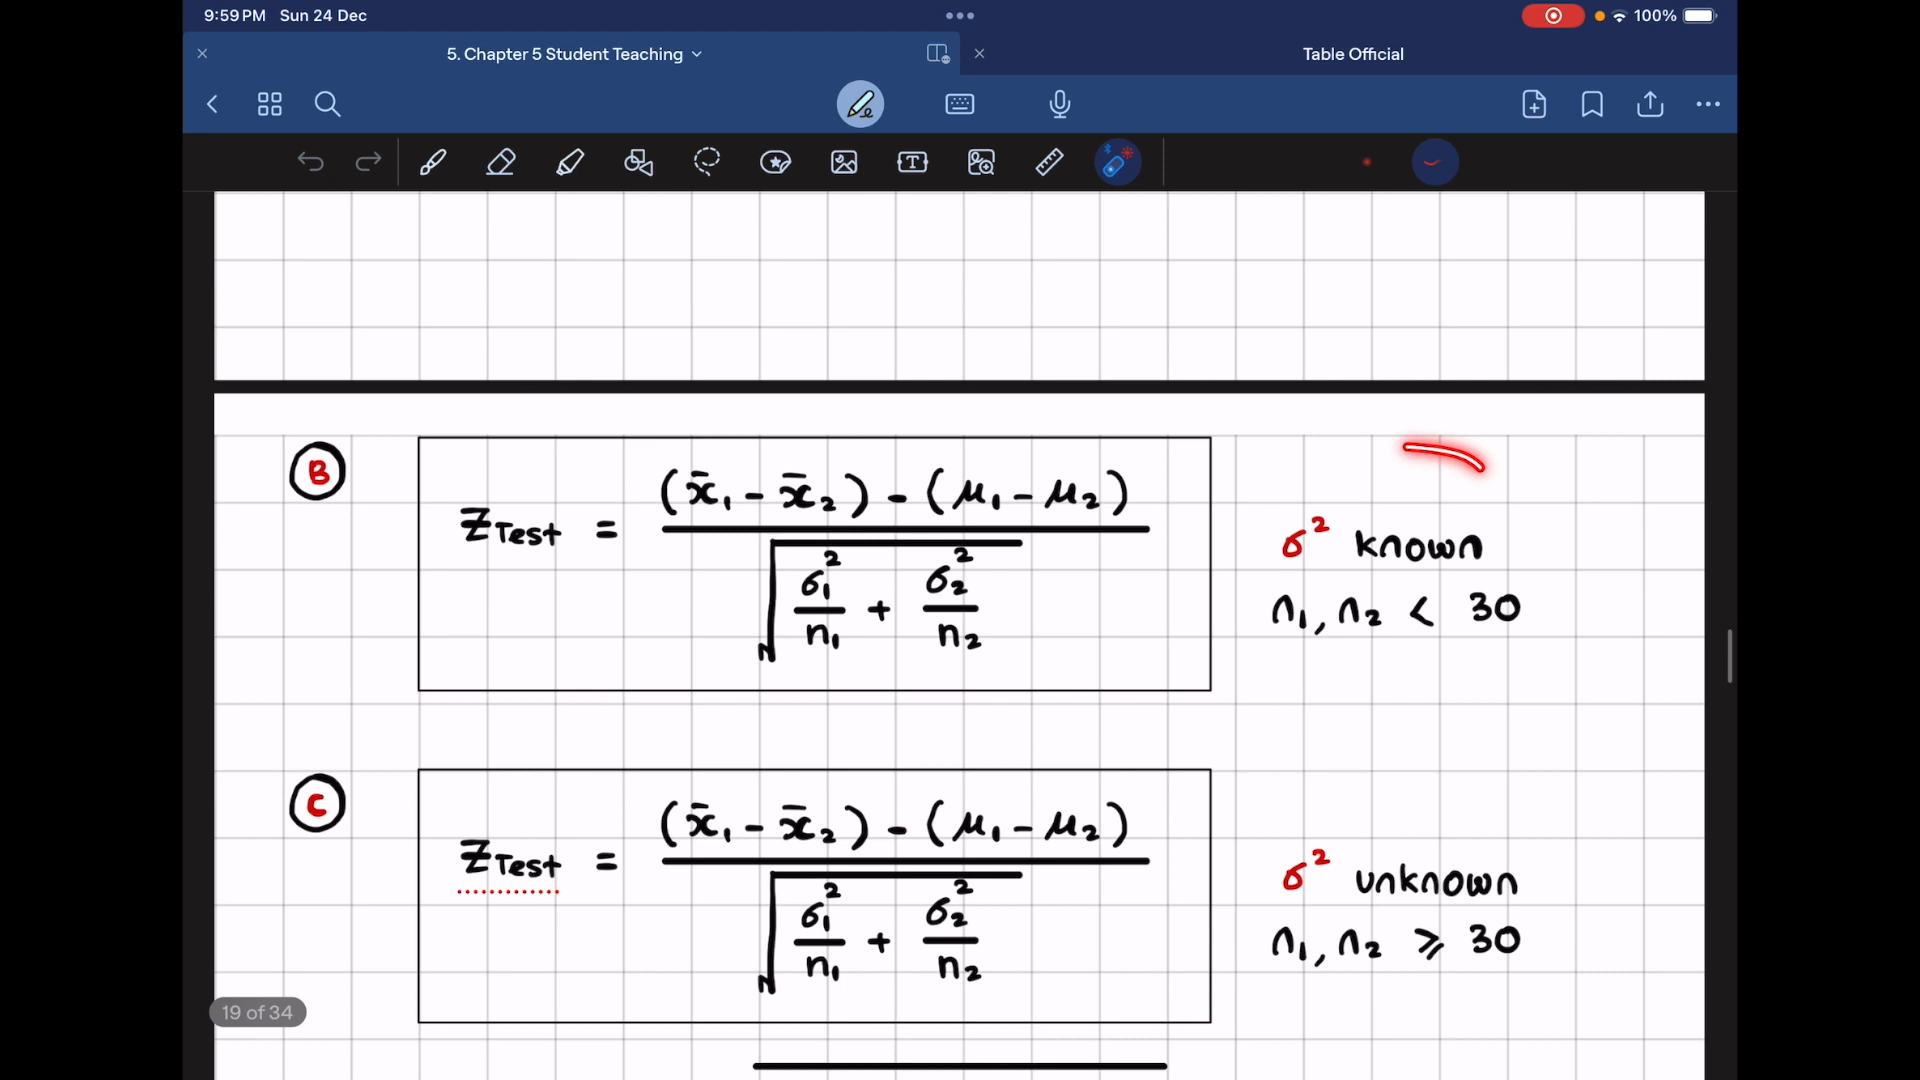 9:59 PM Sun 24 Dec
100%
5. Chapter 5 Student Teaching
Table Official
B
Z_Test = ((x̄₁ - x̄₂) - (μ₁ - μ₂)) / √(σ₁²/n₁ + σ₂²/n₂)
σ² known
n₁, n₂ < 30
C
Z_Test = ((x̄₁ - x̄₂) - (μ₁ - μ₂)) / √(σ₁²/n₁ + σ₂²/n₂)
σ² unknown
n₁, n₂ ⩾ 30
19 of 34